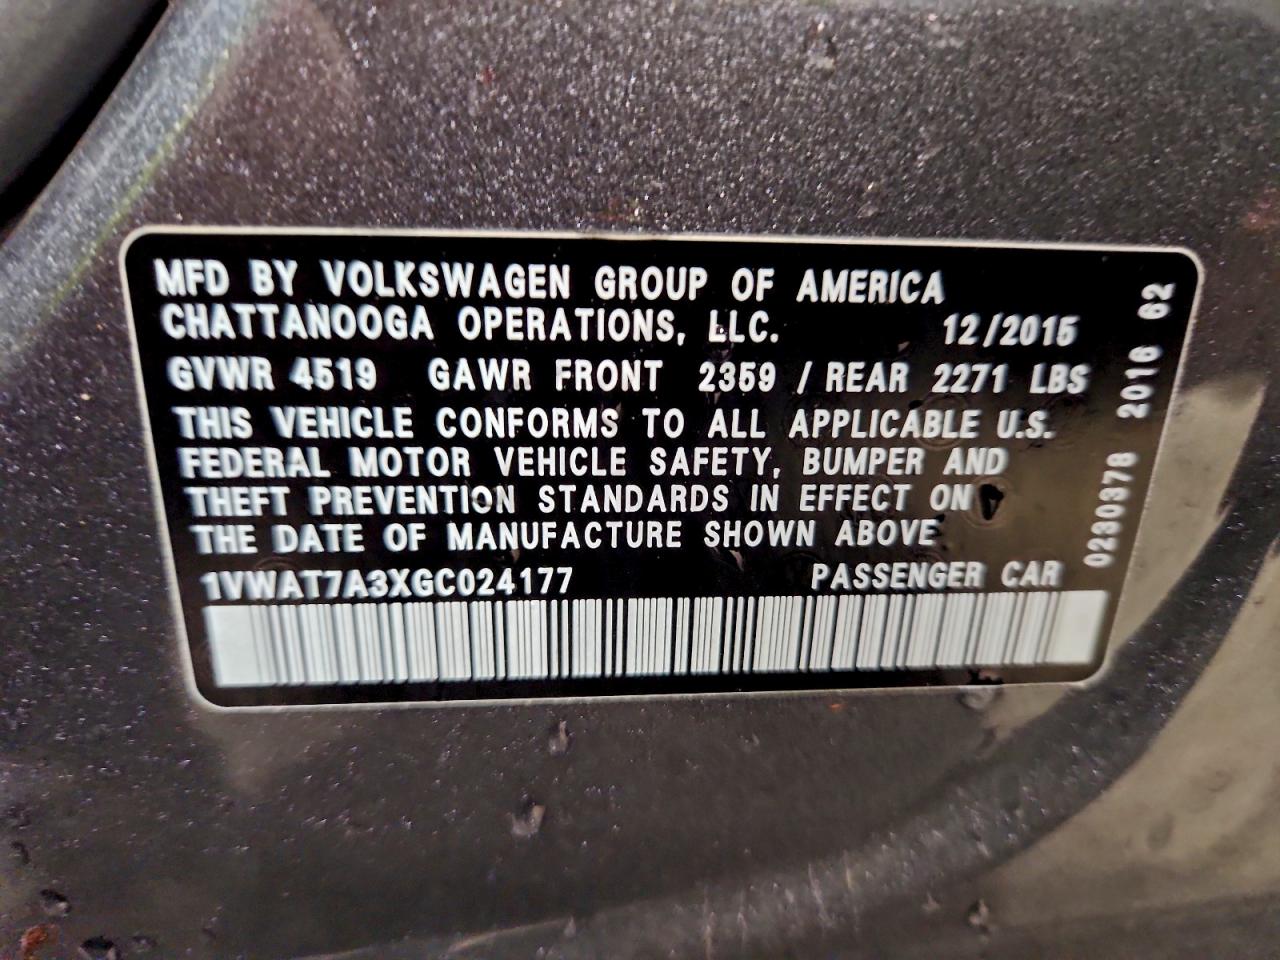 MFD BY VOLKSWAGEN GROUP OF AMERICA
CHATTANOOGA OPERATIONS, LLC. 12/2015
GVWR 4519 GAWR FRONT 2359 / REAR 2271 LBS
THIS VEHICLE CONFORMS TO ALL APPLICABLE U.S.
FEDERAL MOTOR VEHICLE SAFETY, BUMPER AND
THEFT PREVENTION STANDARDS IN EFFECT ON
THE DATE OF MANUFACTURE SHOWN ABOVE
1VWAT7A3XGC024177 PASSENGER CAR
0230378 2016 62